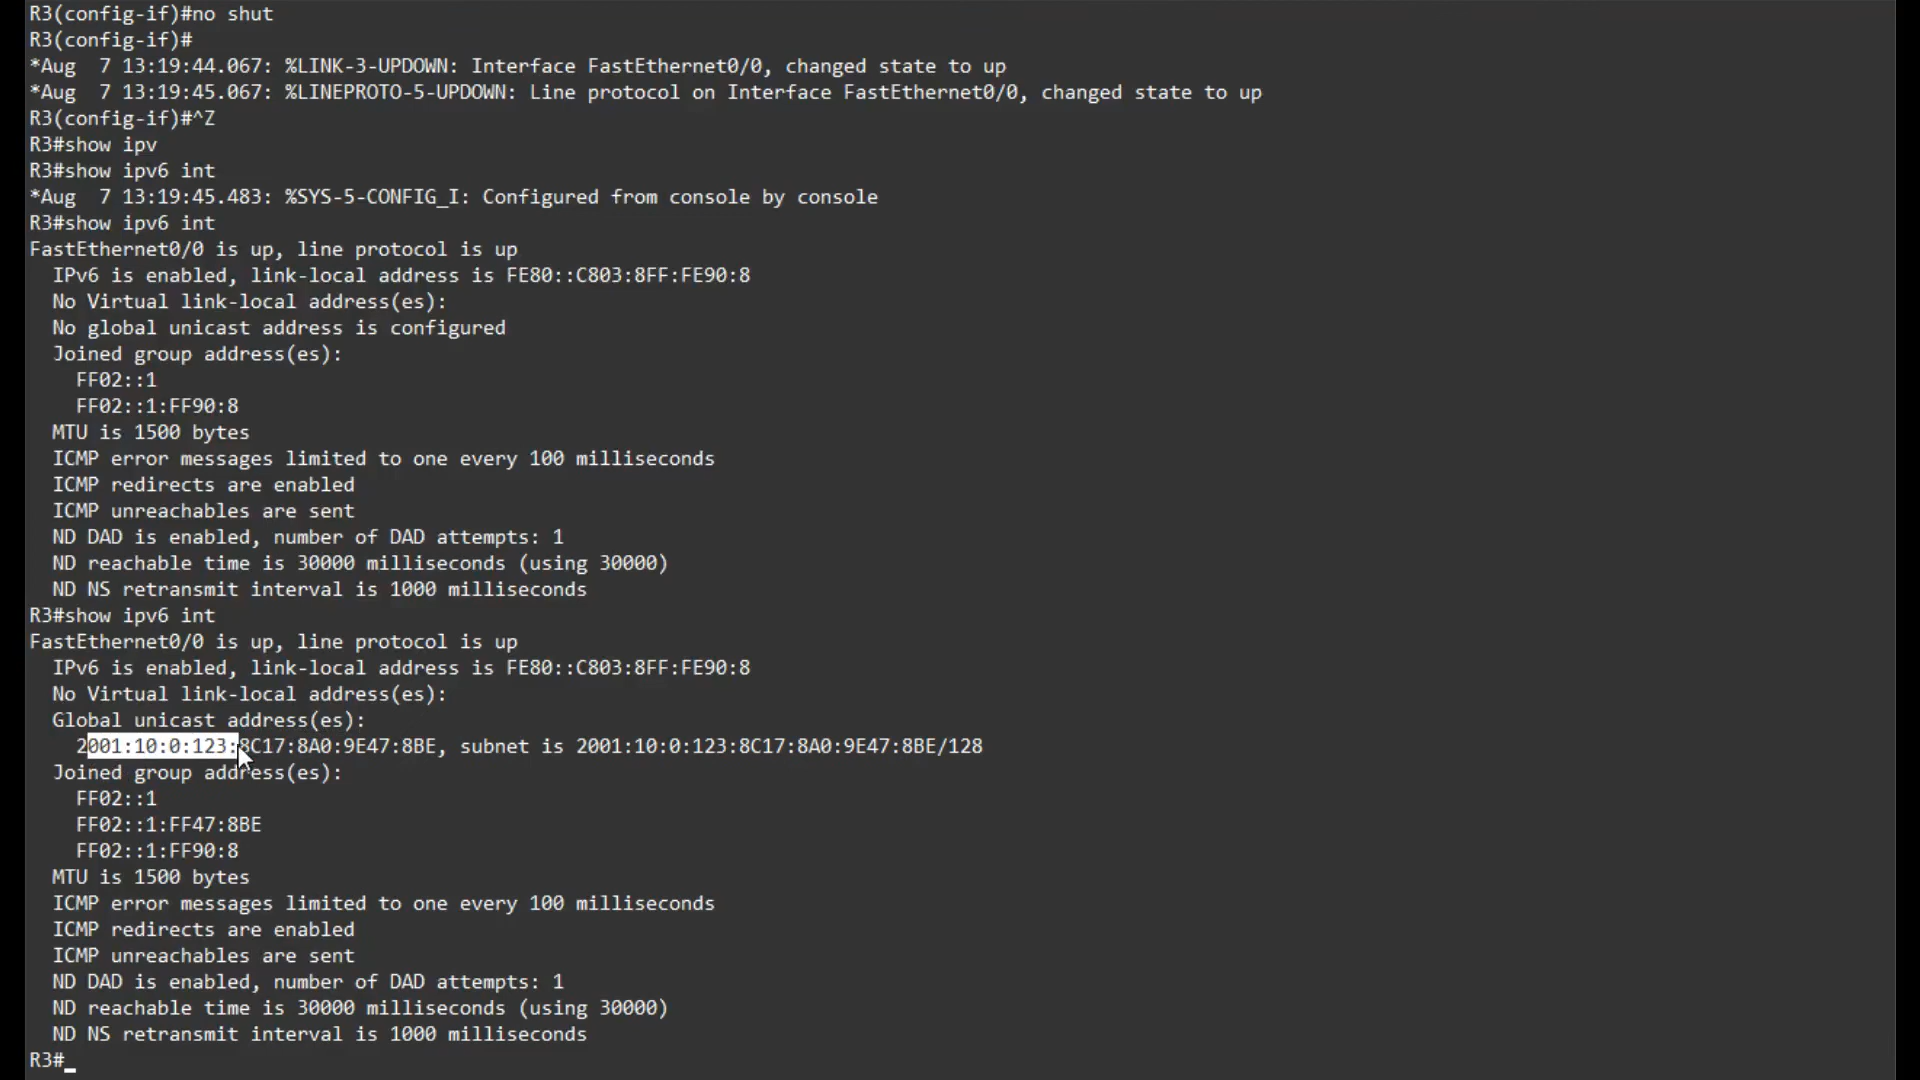 R3(config-if)#no shut
R3(config-if)#
*Aug  7 13:19:44.067: %LINK-3-UPDOWN: Interface FastEthernet0/0, changed state to up
*Aug  7 13:19:45.067: %LINEPROTO-5-UPDOWN: Line protocol on Interface FastEthernet0/0, changed state to up
R3(config-if)#^Z
R3#show ipv
R3#show ipv6 int
*Aug  7 13:19:45.483: %SYS-5-CONFIG_I: Configured from console by console
R3#show ipv6 int
FastEthernet0/0 is up, line protocol is up
  IPv6 is enabled, link-local address is FE80::C803:8FF:FE90:8
  No Virtual link-local address(es):
  No global unicast address is configured
  Joined group address(es):
    FF02::1
    FF02::1:FF90:8
  MTU is 1500 bytes
  ICMP error messages limited to one every 100 milliseconds
  ICMP redirects are enabled
  ICMP unreachables are sent
  ND DAD is enabled, number of DAD attempts: 1
  ND reachable time is 30000 milliseconds (using 30000)
  ND NS retransmit interval is 1000 milliseconds
R3#show ipv6 int
FastEthernet0/0 is up, line protocol is up
  IPv6 is enabled, link-local address is FE80::C803:8FF:FE90:8
  No Virtual link-local address(es):
  Global unicast address(es):
    2001:10:0:123:8C17:8A0:9E47:8BE, subnet is 2001:10:0:123:8C17:8A0:9E47:8BE/128
  Joined group address(es):
    FF02::1
    FF02::1:FF47:8BE
    FF02::1:FF90:8
  MTU is 1500 bytes
  ICMP error messages limited to one every 100 milliseconds
  ICMP redirects are enabled
  ICMP unreachables are sent
  ND DAD is enabled, number of DAD attempts: 1
  ND reachable time is 30000 milliseconds (using 30000)
  ND NS retransmit interval is 1000 milliseconds
R3#